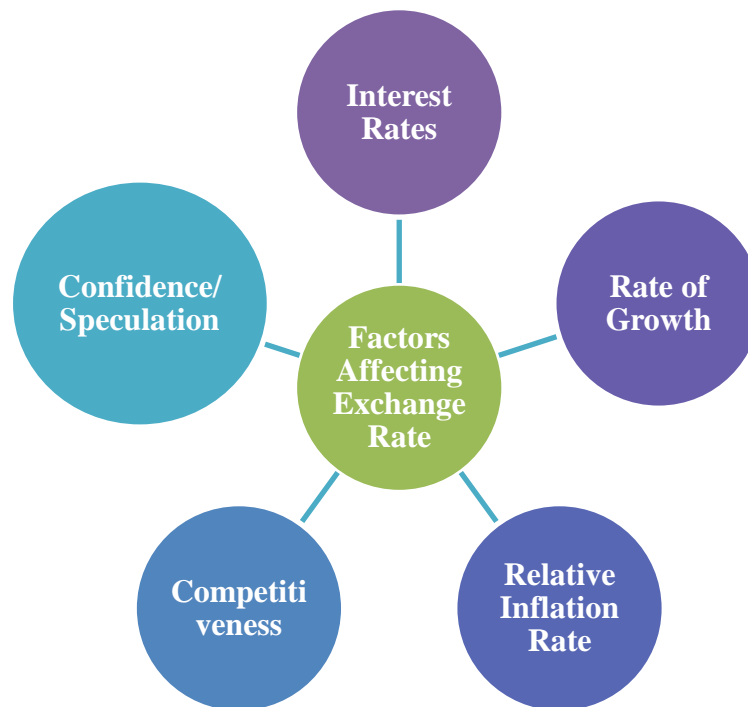 Interest
Rates
Confidence/
Speculation
Rate of
Growth
Factors
Affecting
Exchange
Rate
Competiti
veness
Relative
Inflation
Rate